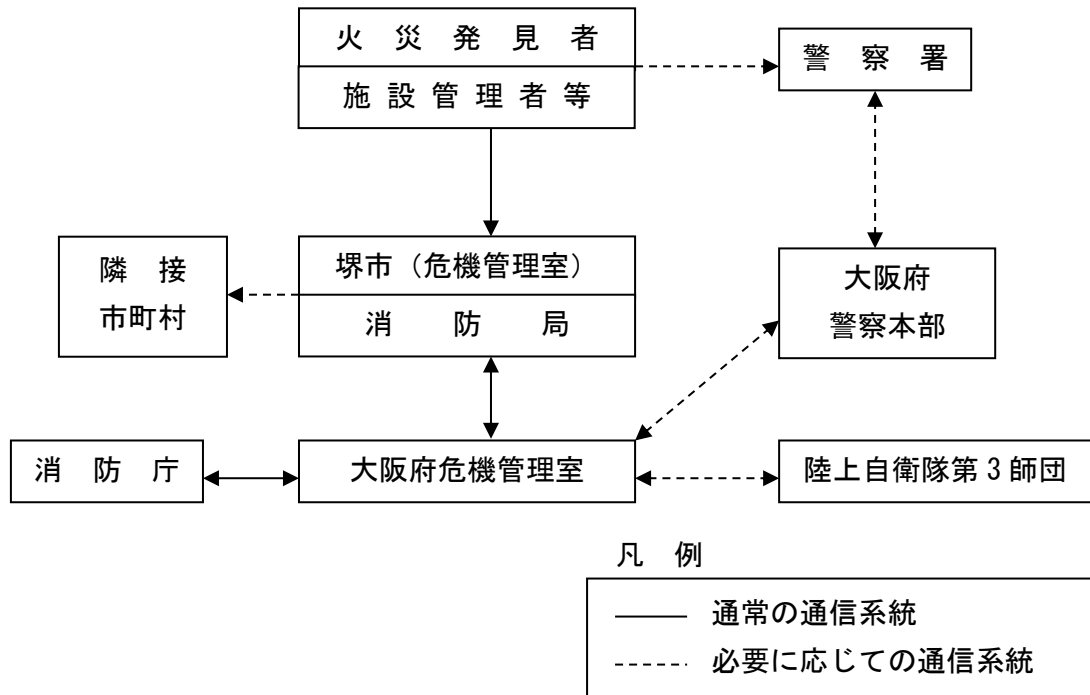 火災発見者
施設管理者等
警察署
隣接
市町村
堺市（危機管理室）
消防局
大阪府
警察本部
消防庁
大阪府危機管理室
陸上自衛隊第3師団
凡例
通常の通信系統
必要に応じての通信系統